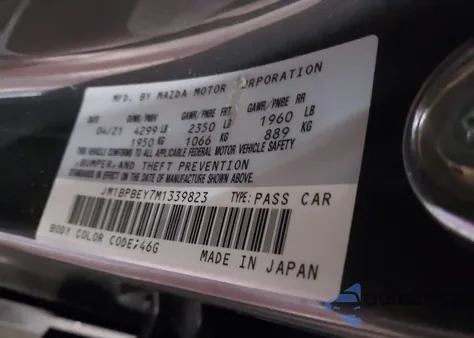 MFD. BY MAZDA MOTOR CORPORATION
04/21 GVWR/PNBV 4299 LB 1950 KG
GAWR/PNBE FRT 2350 LB 1066 KG
GAWR/PNBE RR 1960 LB 889 KG
THIS VEHICLE CONFORMS TO ALL APPLICABLE FEDERAL MOTOR VEHICLE SAFETY
,BUMPER,AND THEFT PREVENTION
STANDARDS IN EFFECT ON THE DATE OF MANUFACTURE SHOWN ABOVE.
JM1BPBEY7M1339823 TYPE:PASS CAR
BODY COLOR CODE:46G MADE IN JAPAN